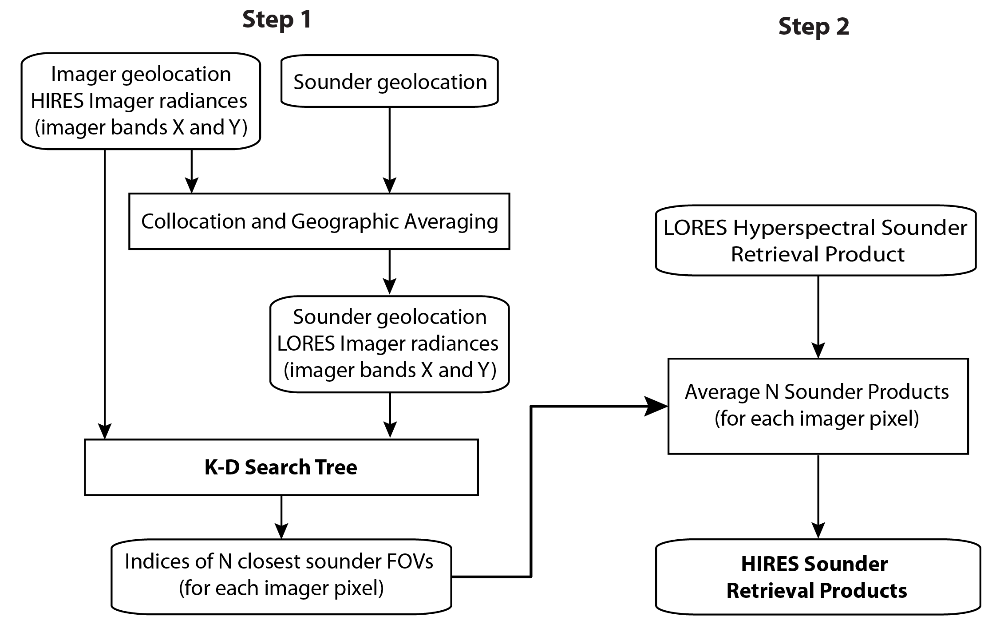 Step 1
Imager geolocation
HIRES Imager radiances
(imager bands X and Y)
Sounder geolocation
Collocation and Geographic Averaging
Sounder geolocation
LORES Imager radiances
(imager bands X and Y)
K-D Search Tree
Indices of N closest sounder FOVs
(for each imager pixel)
Step 2
LORES Hyperspectral Sounder
Retrieval Product
Average N Sounder Products
(for each imager pixel)
HIRES Sounder
Retrieval Products